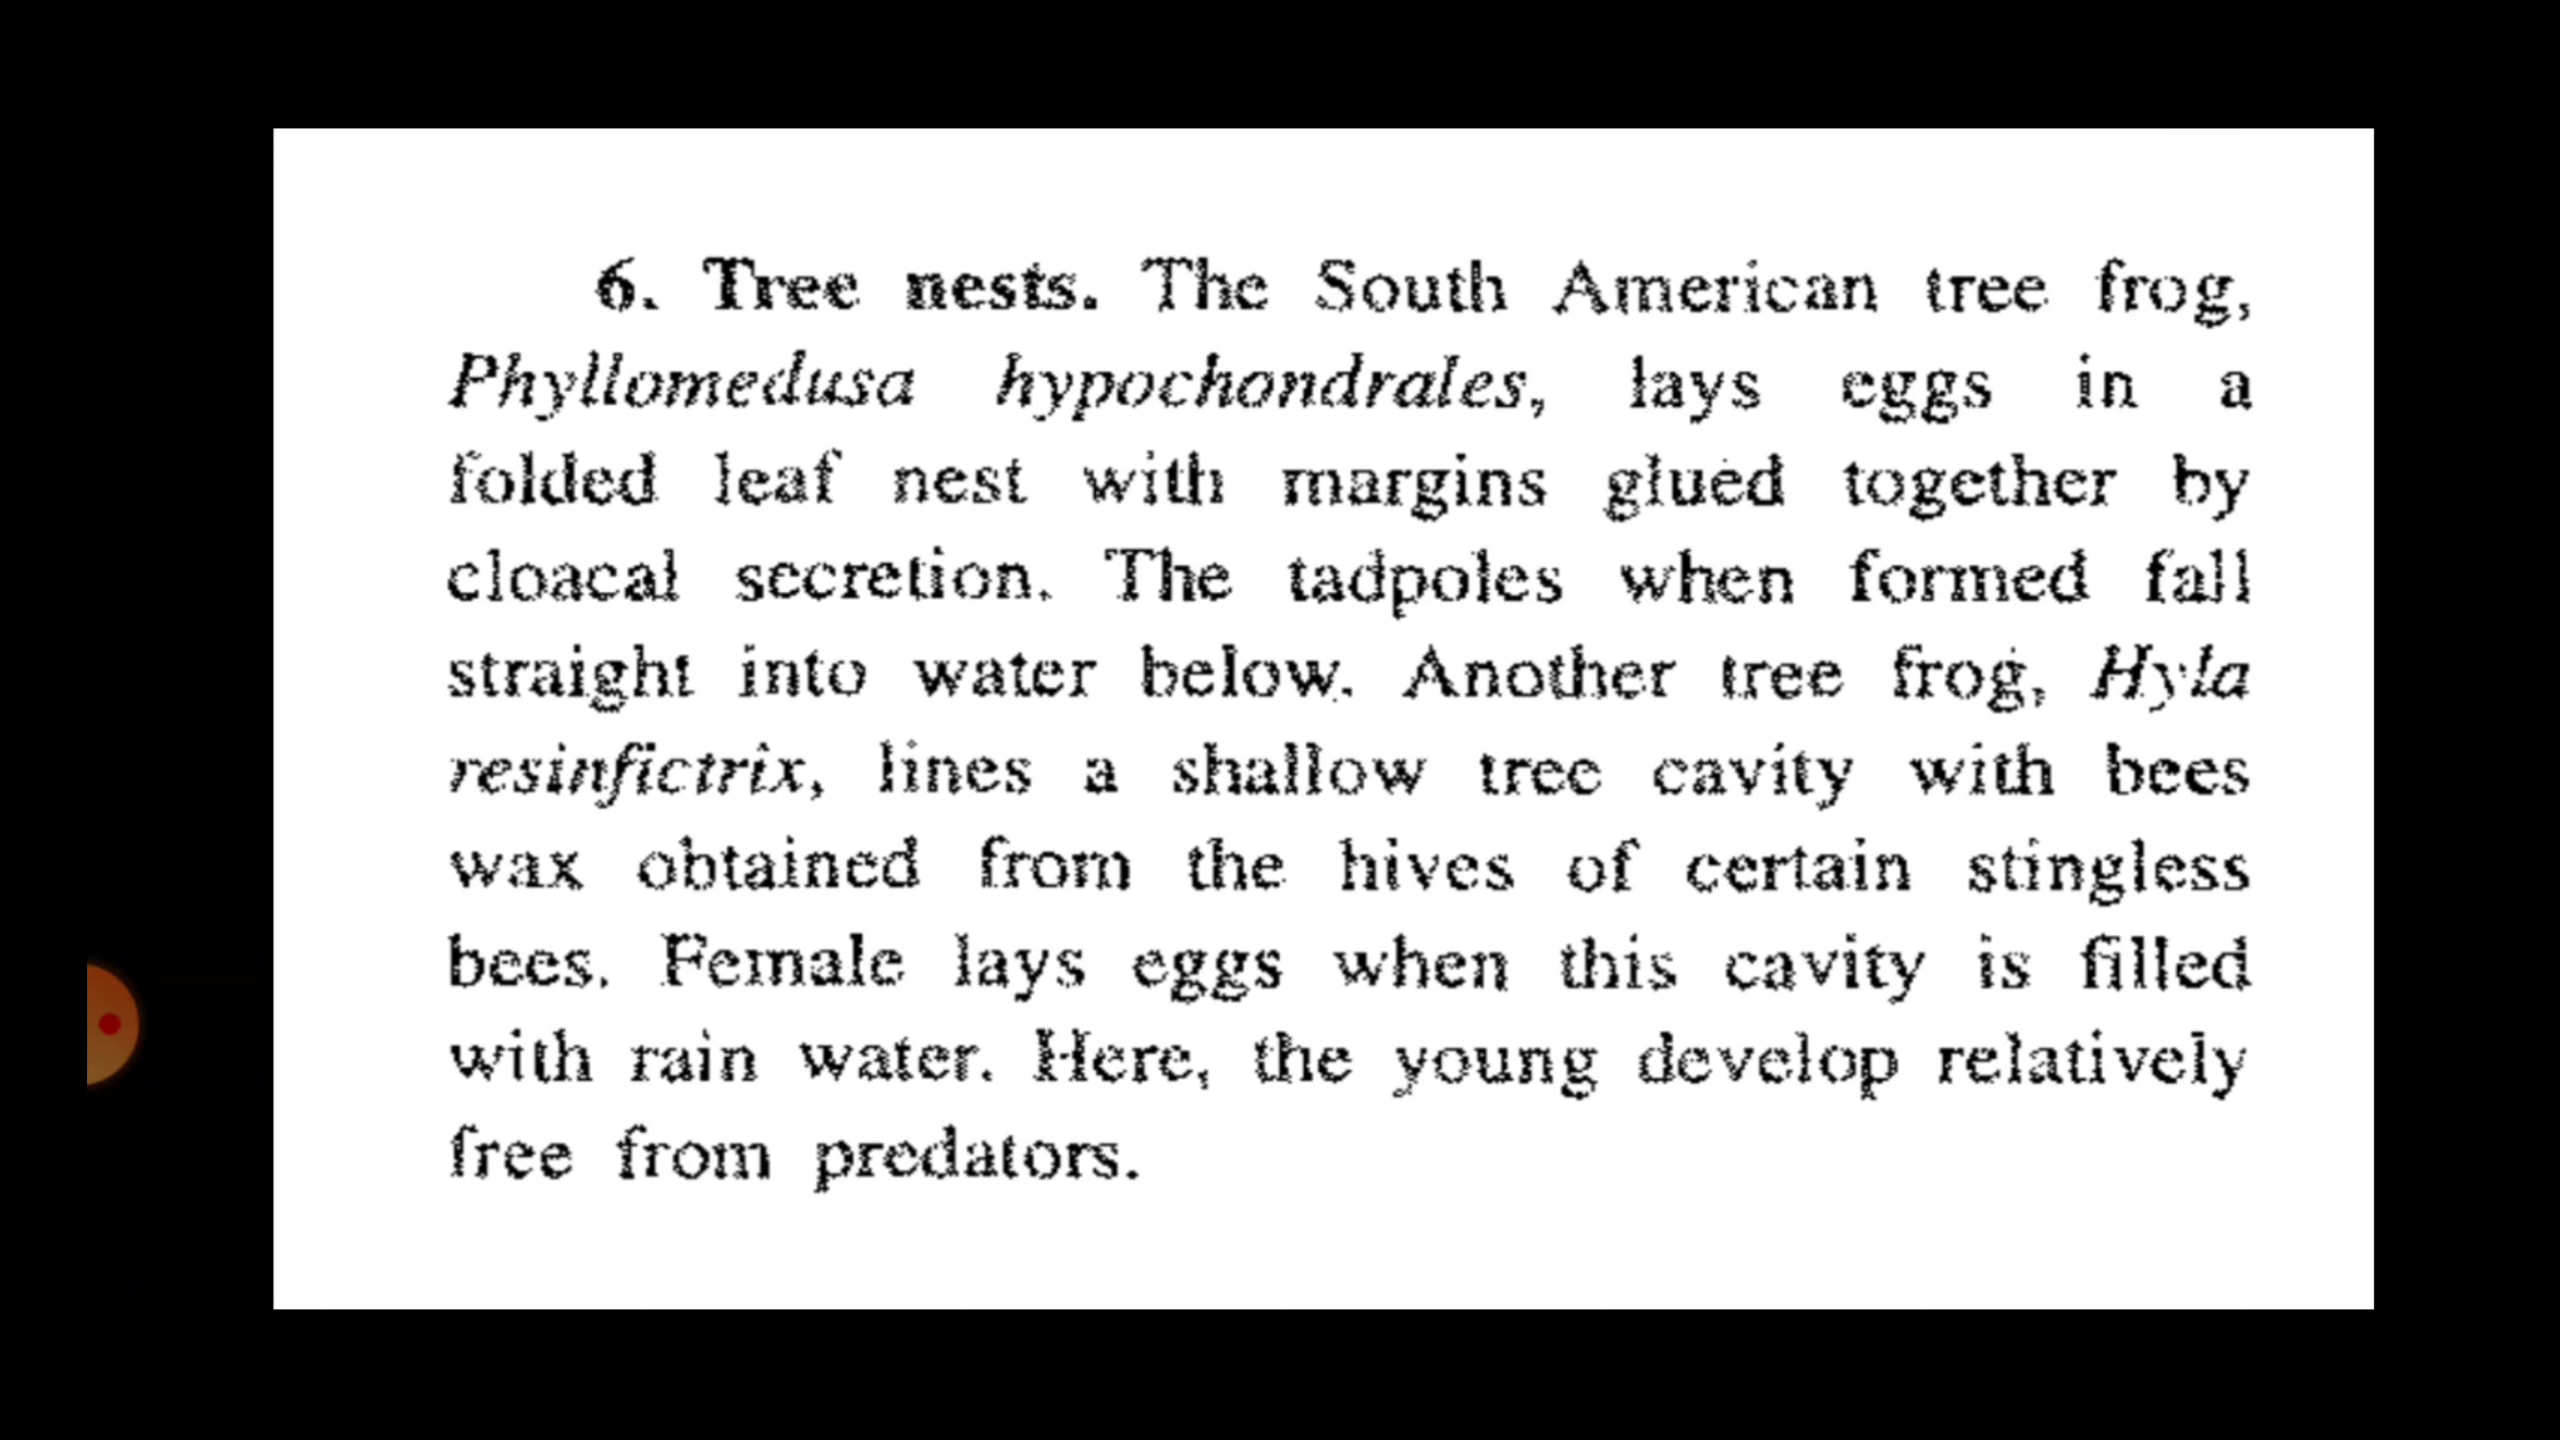 6. Tree nests. The South American tree frog,
Phyllomedusa hypochondrales, lays eggs in a
folded leaf nest with margins glued together by
cloacal secretion. The tadpoles when formed fall
straight into water below. Another tree frog, Hyla
resinfictrix, lines a shallow tree cavity with bees
wax obtained from the hives of certain stingless
bees. Female lays eggs when this cavity is filled
with rain water. Here, the young develop relatively
free from predators.